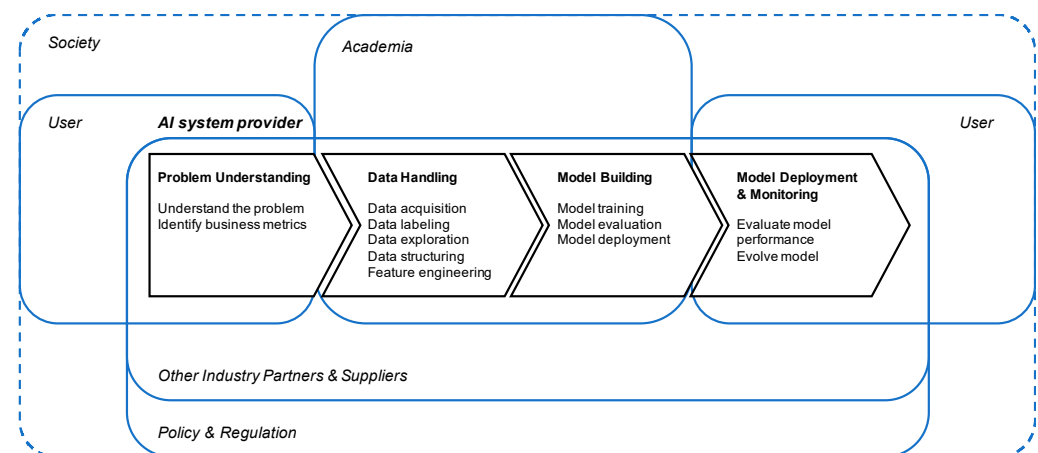 Society
Academia
User
AI system provider
User
Problem Understanding
Understand the problem
Identify business metrics
Data Handling
Data acquisition
Data labeling
Data exploration
Data structuring
Feature engineering
Model Building
Model training
Model evaluation
Model deployment
Model Deployment
& Monitoring
Evaluate model
performance
Evolve model
Other Industry Partners & Suppliers
Policy & Regulation